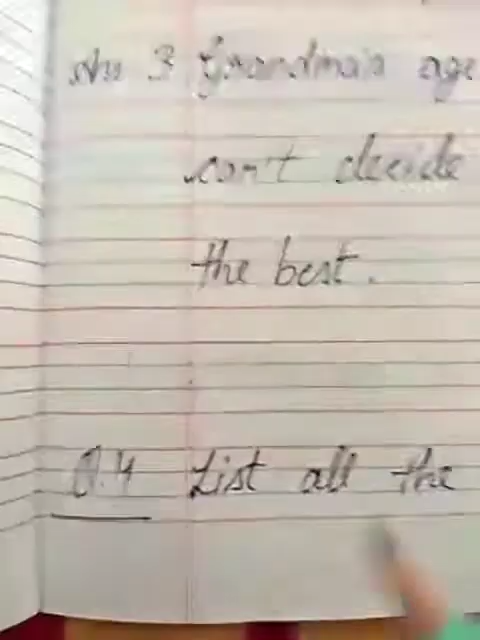 Ans 3 Grandma's age
can't decide
the best.
Q.4 List all the